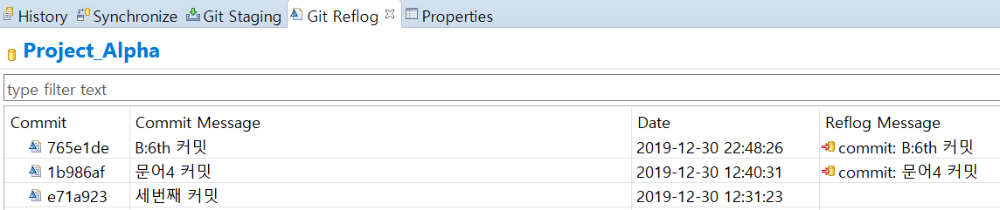 History Synchronize Git Staging Git Reflog Properties
Project_Alpha
type filter text
Commit Commit Message Date Reflog Message
765e1de B:6th 커밋 2019-12-30 22:48:26 commit: B:6th 커밋
1b986af 문어4 커밋 2019-12-30 12:40:31 commit: 문어4 커밋
e71a923 세번째 커밋 2019-12-30 12:31:23